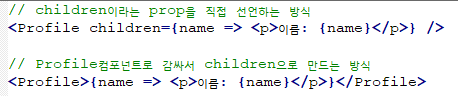 // children이라는 prop을 직접 선언하는 방식
<Profile children={name => <p>이름: {name}</p>} />
// Profile컴포넌트로 감싸서 children으로 만드는 방식
<Profile>{name => <p>이름: {name}</p>}</Profile>